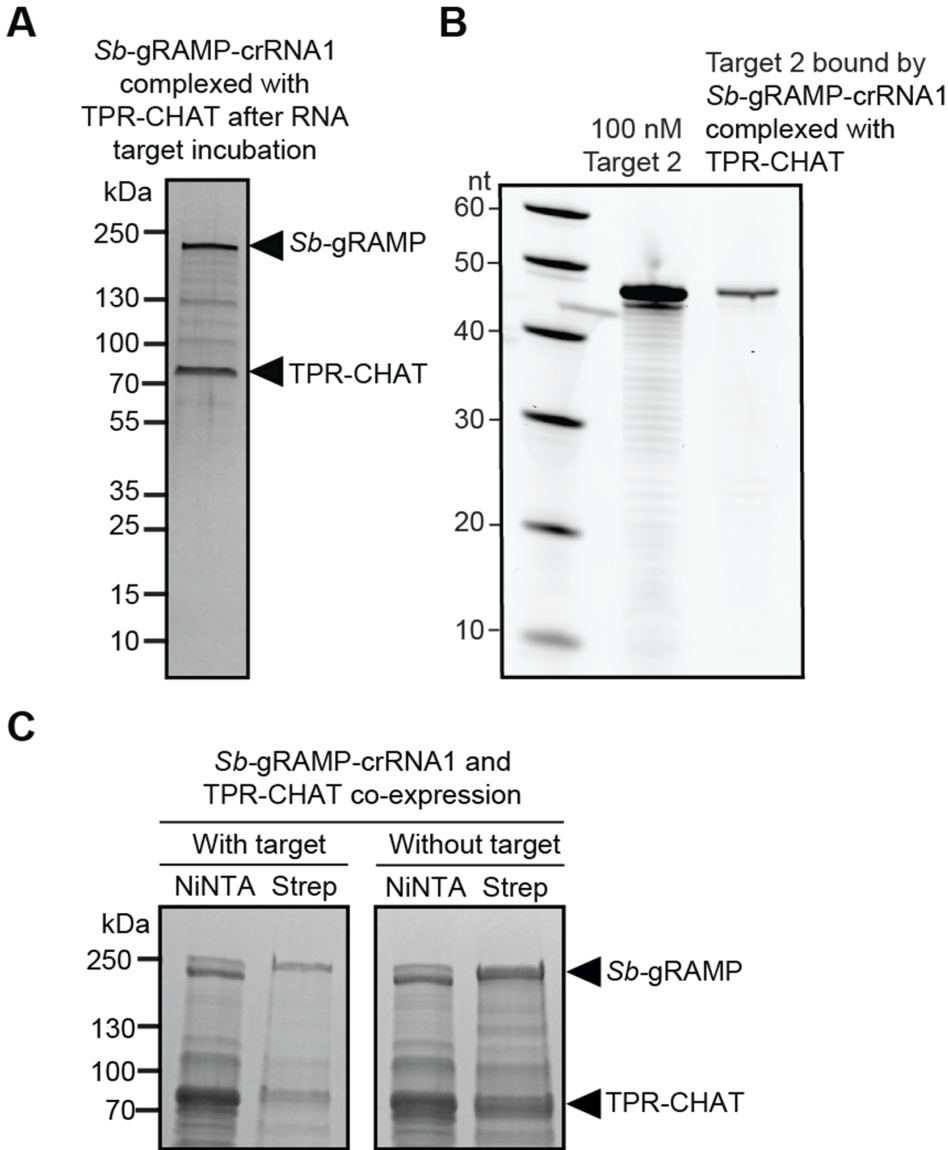 A
Sb-gRAMP-crRNA1
complexed with
TPR-CHAT after RNA
target incubation
kDa
250
130
100
70
55
35
25
15
10
Sb-gRAMP
TPR-CHAT
B
100 nM
Target 2
Target 2 bound by
Sb-gRAMP-crRNA1
complexed with
TPR-CHAT
nt
60
50
40
30
20
10
C
Sb-gRAMP-crRNA1 and
TPR-CHAT co-expression
With target
Without target
NiNTA Strep
NiNTA Strep
kDa
250
130
100
70
Sb-gRAMP
TPR-CHAT